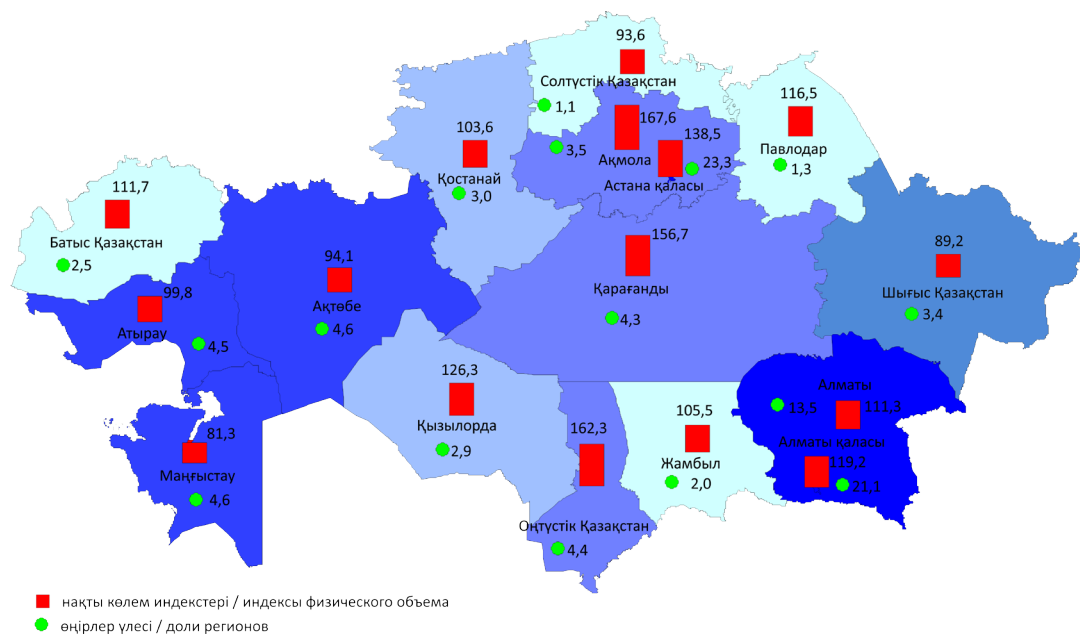 93,6
Солтүстік Қазақстан
1,1
167,6
138,5
3,5
Ақмола
23,3
Астана қаласы
116,5
Павлодар
1,3
103,6
Қостанай
3,0
111,7
Батыс Қазақстан
2,5
94,1
Ақтөбе
4,6
99,8
Атырау
4,5
156,7
Қарағанды
4,3
89,2
Шығыс Қазақстан
3,4
126,3
Қызылорда
2,9
81,3
Маңғыстау
4,6
162,3
Оңтүстік Қазақстан
4,4
105,5
Жамбыл
2,0
Алматы
13,5
111,3
Алматы қаласы
119,2
21,1
нақты көлем индекстері / индексы физического объема
өңірлер үлесі / доли регионов